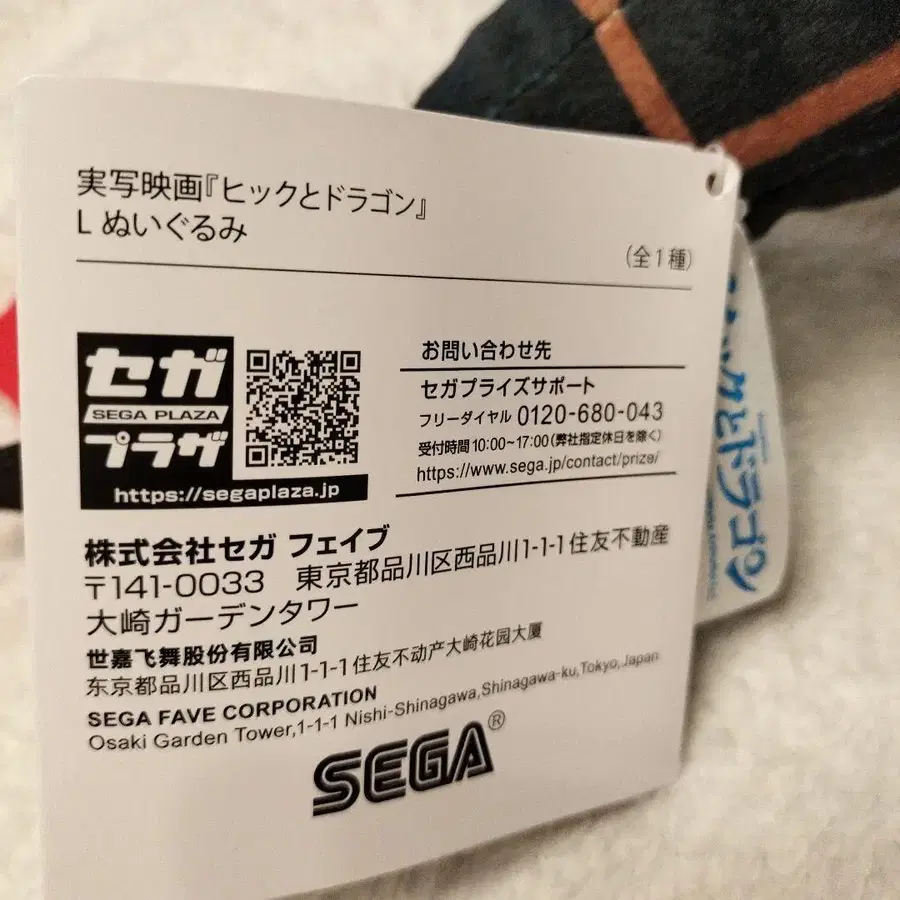 実写映画『ヒックとドラゴン』
L ぬいぐるみ
(全1種)
セガ
SEGA PLAZA
プラザ
https://segaplaza.jp
お問い合わせ先
セガプライズサポート
フリーダイヤル 0120-680-043
受付時間 10:00~17:00(弊社指定休日を除く)
https://www.sega.jp/contact/prize/
株式会社セガ フェイブ
〒141-0033 東京都品川区西品川1-1-1住友不動産
大崎ガーデンタワー
世嘉飞舞股份有限公司
东京都品川区西品川1-1-1住友不动产大崎花园大厦
SEGA FAVE CORPORATION
Osaki Garden Tower,1-1-1 Nishi-Shinagawa,Shinagawa-ku,Tokyo,Japan
SEGA®
ヒックとドラゴン